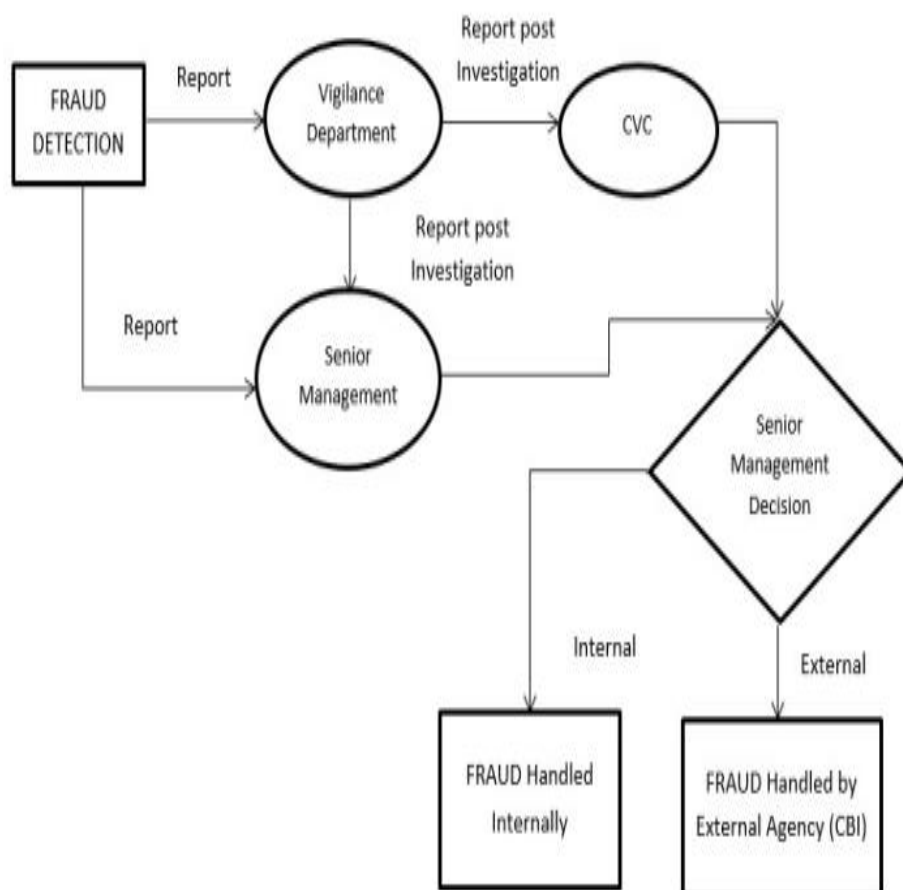 Report post
Investigation
Report
FRAUD
DETECTION
Vigilance
Department
CVC
Report post
Investigation
Report
Senior
Management
Senior
Management
Decision
Internal
External
FRAUD Handled
Internally
FRAUD Handled by
External Agency (CBI)